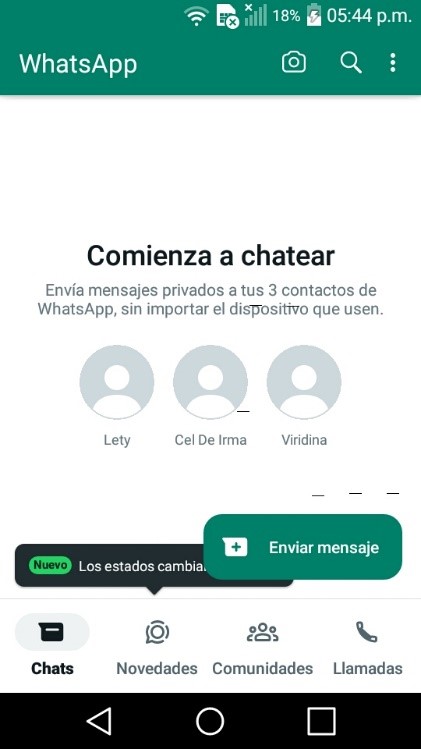 18% 05:44 p.m.
WhatsApp
Comienza a chatear
Envía mensajes privados a tus 3 contactos de
WhatsApp, sin importar el dispositivo que usen.
Lety Cel De Irma Viridina
Enviar mensaje
Nuevo Los estados cambia
Chats Novedades Comunidades Llamadas